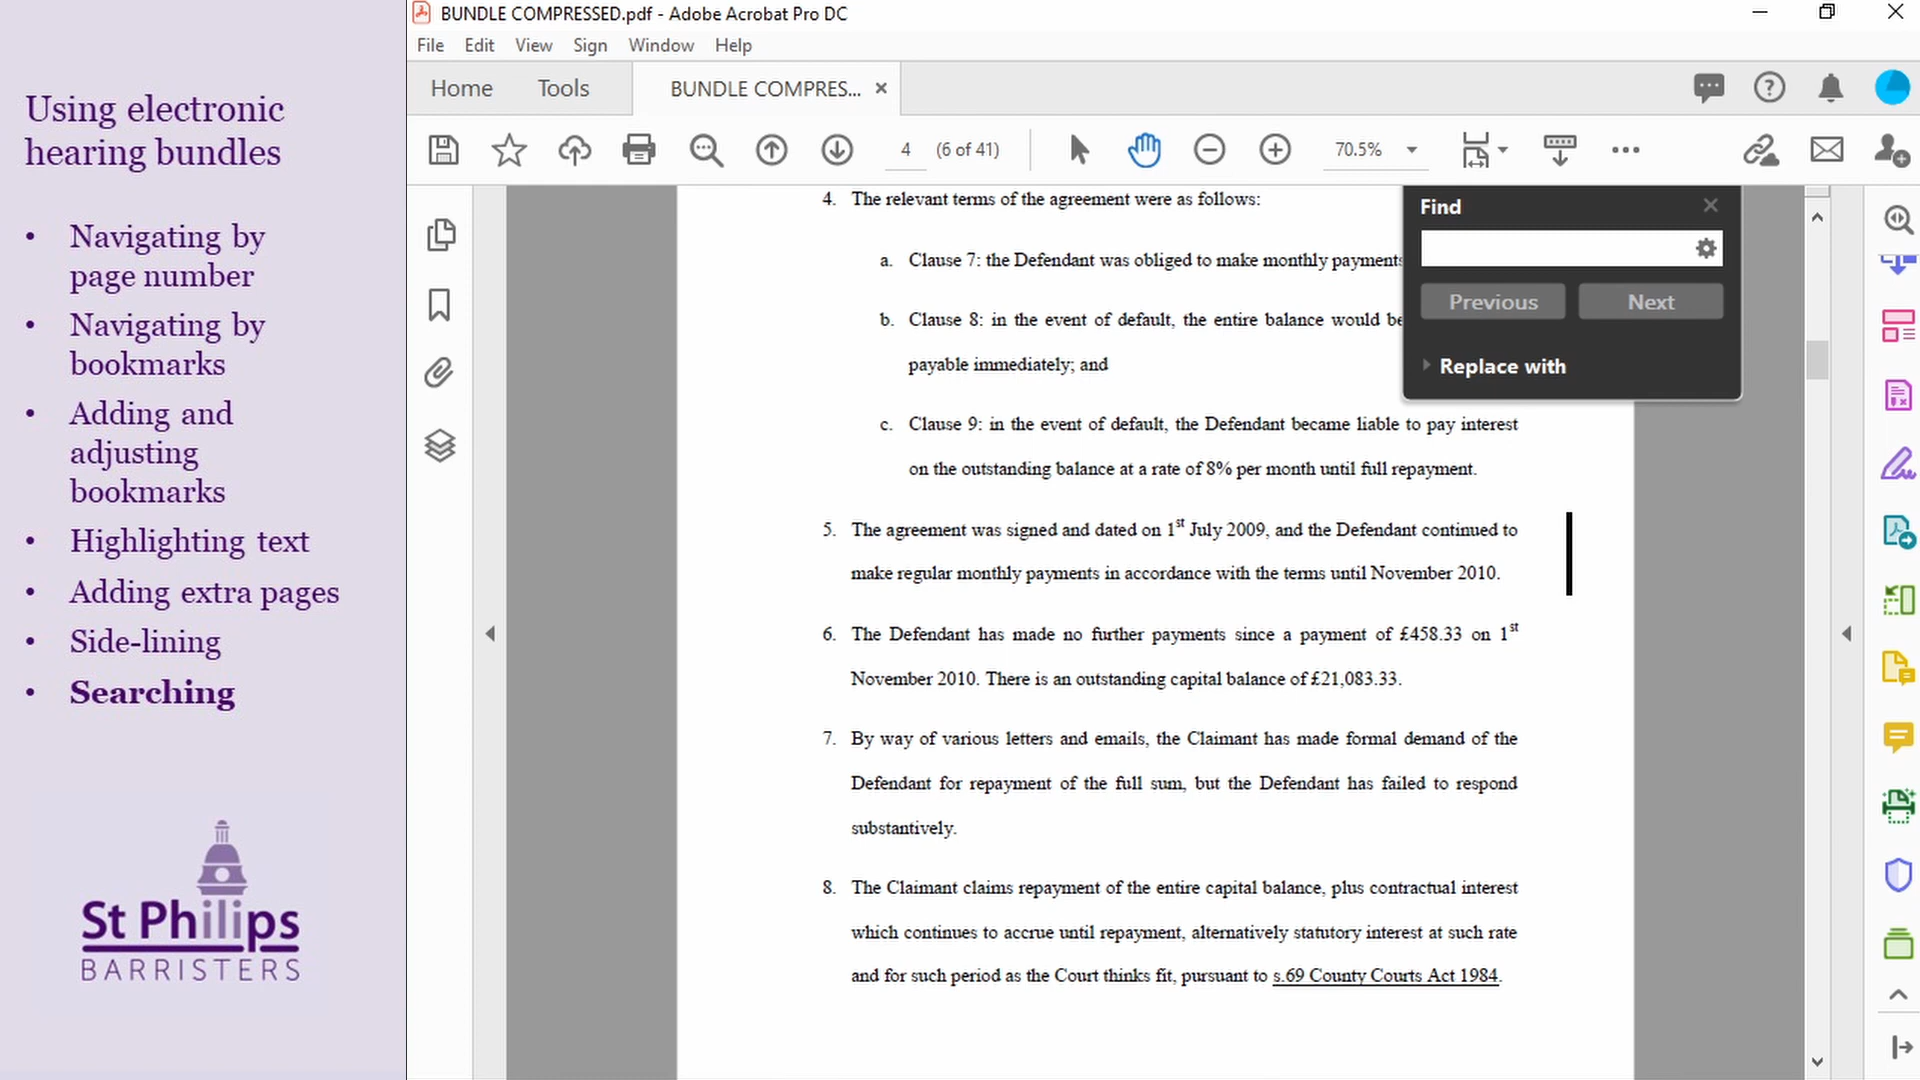 Using electronic
hearing bundles
• Navigating by
page number
• Navigating by
bookmarks
• Adding and
adjusting
bookmarks
• Highlighting text
• Adding extra pages
• Side-lining
• Searching
St Philips
BARRISTERS
BUNDLE COMPRESSED.pdf - Adobe Acrobat Pro DC
File Edit View Sign Window Help
Home Tools BUNDLE COMPRES... ×
4 (6 of 41) 70.5%
4. The relevant terms of the agreement were as follows:
a. Clause 7: the Defendant was obliged to make monthly payments
b. Clause 8: in the event of default, the entire balance would be
payable immediately; and
c. Clause 9: in the event of default, the Defendant became liable to pay interest
on the outstanding balance at a rate of 8% per month until full repayment.
5. The agreement was signed and dated on 1st July 2009, and the Defendant continued to
make regular monthly payments in accordance with the terms until November 2010.
6. The Defendant has made no further payments since a payment of £458.33 on 1st
November 2010. There is an outstanding capital balance of £21,083.33.
7. By way of various letters and emails, the Claimant has made formal demand of the
Defendant for repayment of the full sum, but the Defendant has failed to respond
substantively.
8. The Claimant claims repayment of the entire capital balance, plus contractual interest
which continues to accrue until repayment, alternatively statutory interest at such rate
and for such period as the Court thinks fit, pursuant to s.69 County Courts Act 1984.
Find
Previous Next
Replace with